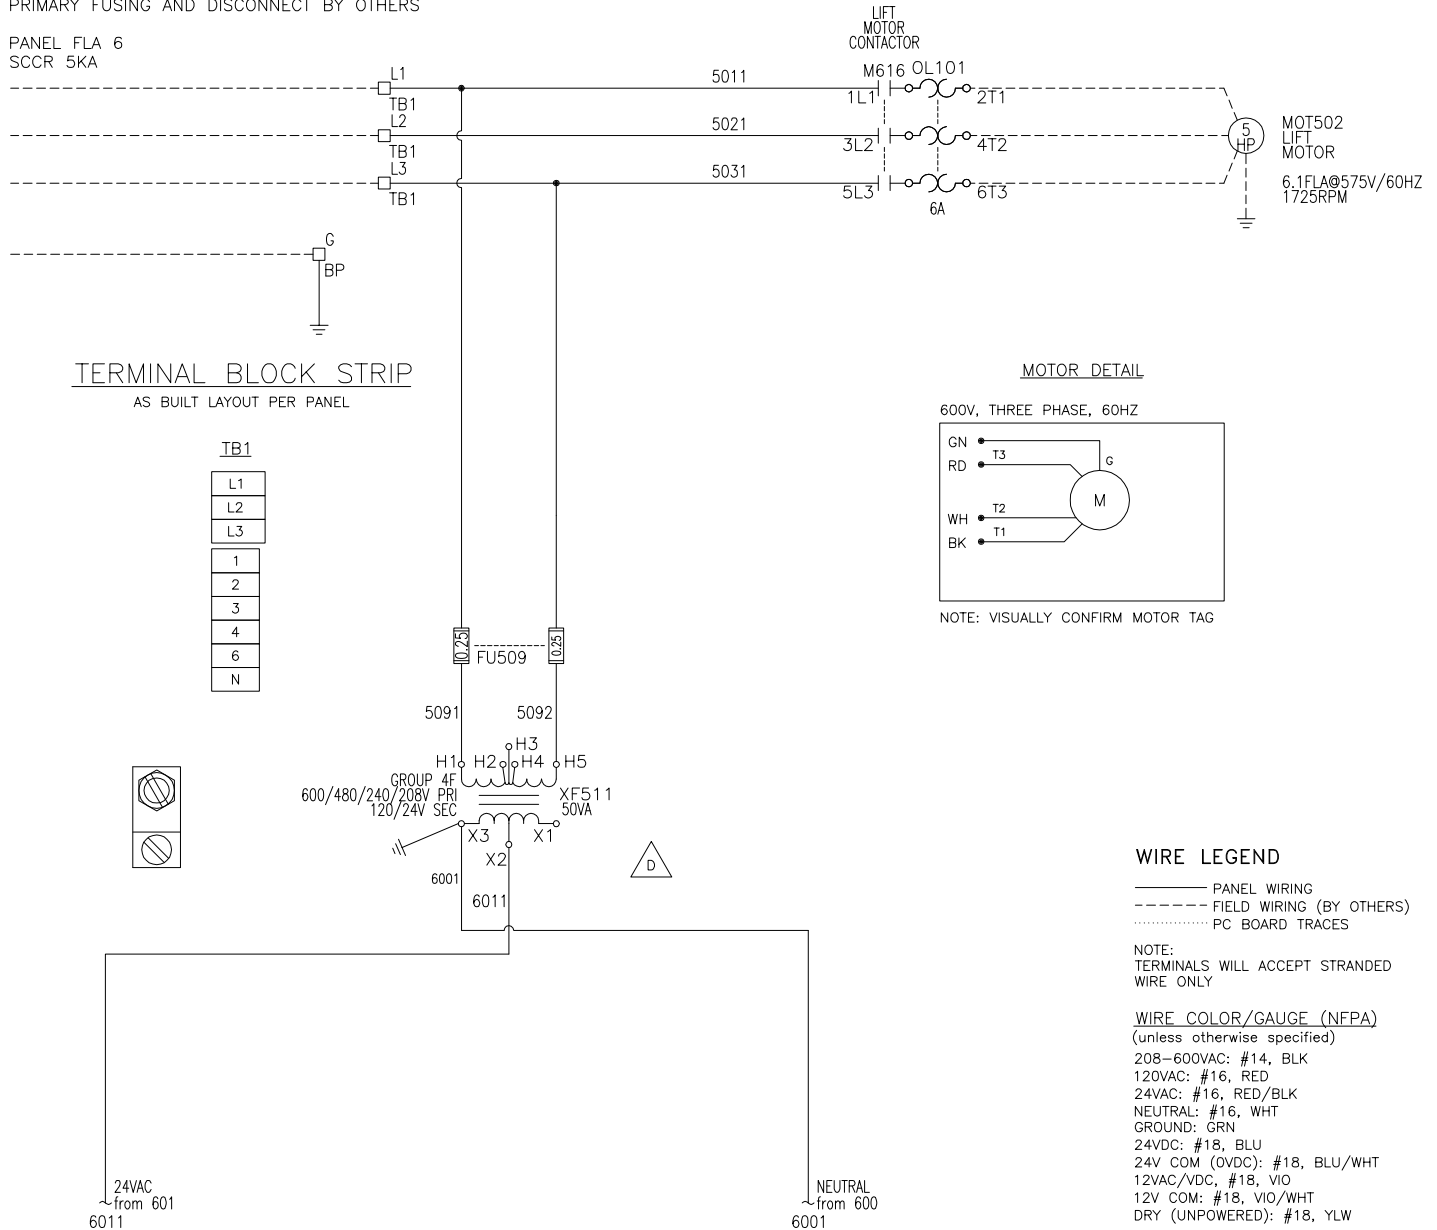 PRIMARY FUSING AND DISCONNECT BY OTHERS
PANEL FLA 6
SCCR 5KA
LIFT
MOTOR
CONTACTOR
L1
TB1
5011
M616
OL101
1L1
2T1
L2
TB1
5021
3L2
4T2
L3
TB1
5031
5L3
6T3
6A
5
HP
MOT502
LIFT
MOTOR
6.1FLA@575V/60HZ
1725RPM
G
BP
TERMINAL BLOCK STRIP
AS BUILT LAYOUT PER PANEL
TB1
L1
L2
L3
1
2
3
4
6
N
MOTOR DETAIL
600V, THREE PHASE, 60HZ
GN
G
RD
T3
M
WH
T2
BK
T1
NOTE: VISUALLY CONFIRM MOTOR TAG
0.25
FU509
0.25
5091
5092
H1
H2
H3
H4
H5
GROUP 4F
600/480/240/208V PRI
120/24V SEC
XF511
50VA
X3
X1
X2
6001
6011
D
24VAC
from 601
6011
NEUTRAL
from 600
6001
WIRE LEGEND
PANEL WIRING
FIELD WIRING (BY OTHERS)
PC BOARD TRACES
NOTE:
TERMINALS WILL ACCEPT STRANDED
WIRE ONLY
WIRE COLOR/GAUGE (NFPA)
(unless otherwise specified)
208-600VAC: #14, BLK
120VAC: #16, RED
24VAC: #16, RED/BLK
NEUTRAL: #16, WHT
GROUND: GRN
24VDC: #18, BLU
24V COM (0VDC): #18, BLU/WHT
12VAC/VDC, #18, VIO
12V COM: #18, VIO/WHT
DRY (UNPOWERED): #18, YLW